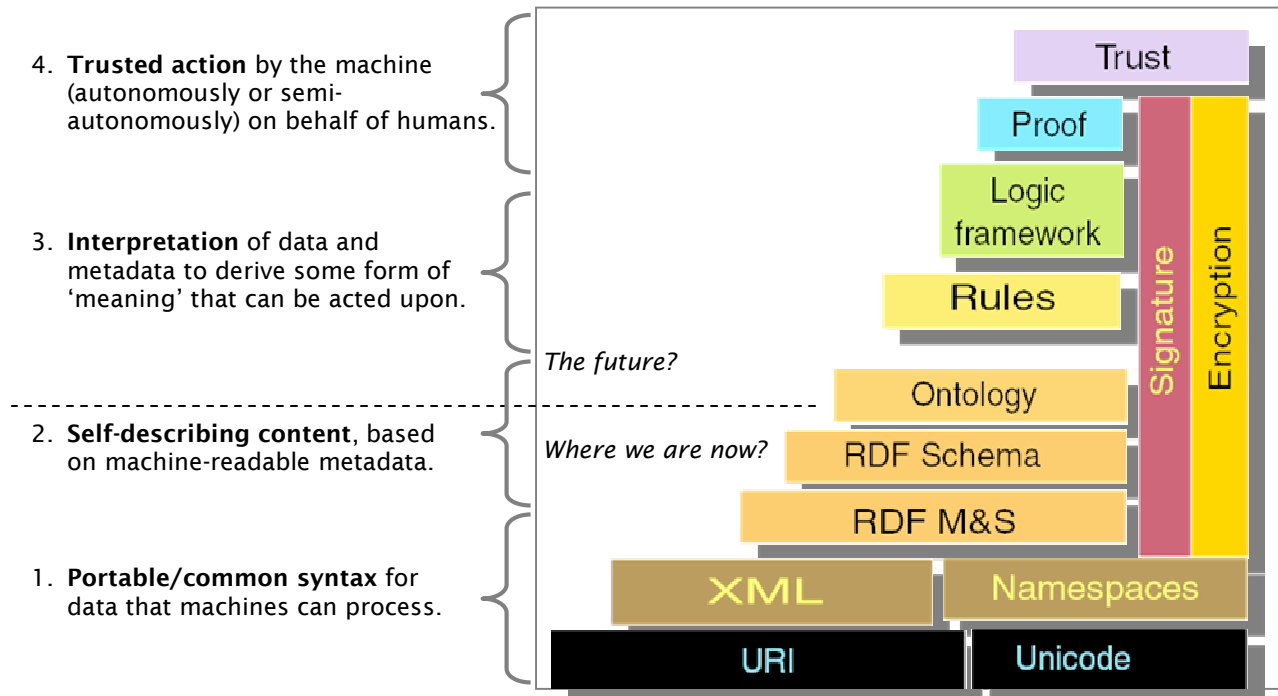 4. Trusted action by the machine
(autonomously or semi-
autonomously) on behalf of humans.
3. Interpretation of data and
metadata to derive some form of
‘meaning’ that can be acted upon.
2. Self-describing content, based
on machine-readable metadata.
1. Portable/common syntax for
data that machines can process.
The future?
Where we are now?
Trust
Proof
Logic
framework
Rules
Ontology
RDF Schema
RDF M&S
Signature
Encryption
XML
Namespaces
URI
Unicode